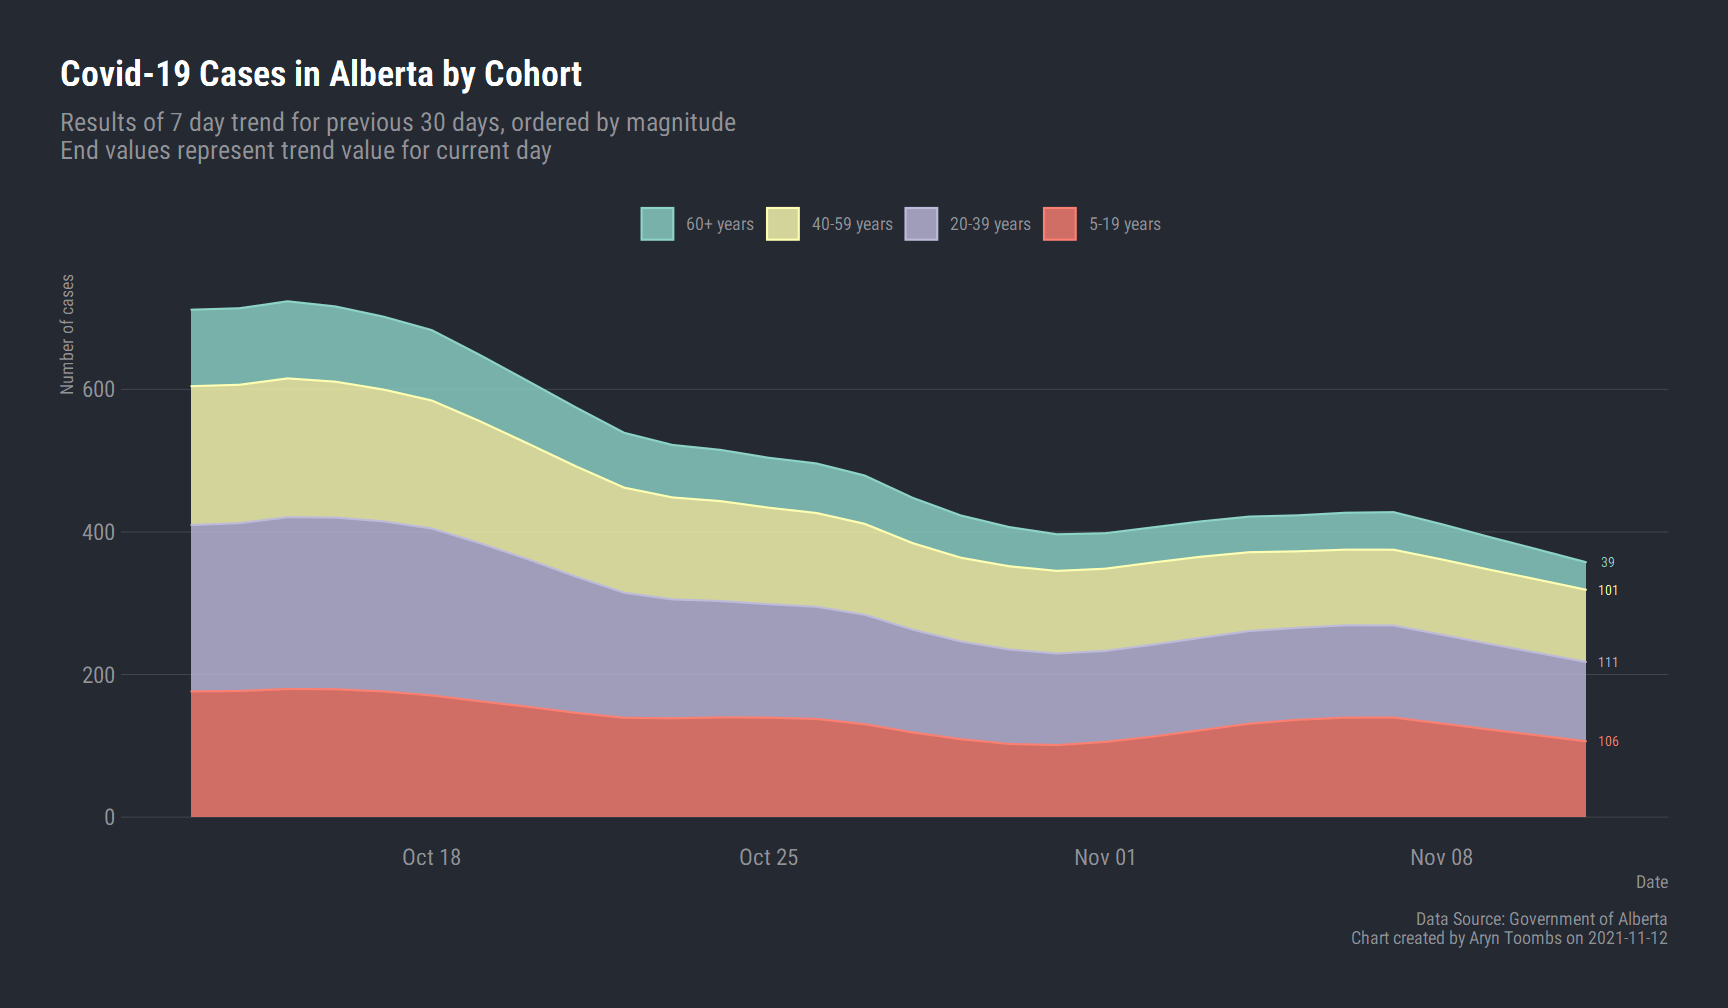 Covid-19 Cases in Alberta by Cohort
Results of 7 day trend for previous 30 days, ordered by magnitude
End values represent trend value for current day
60+ years 40-59 years 20-39 years 5-19 years
Number of cases
600
400
200
0
39
101
111
106
Oct 18 Oct 25 Nov 01 Nov 08
Date
Data Source: Government of Alberta
Chart created by Aryn Toombs on 2021-11-12